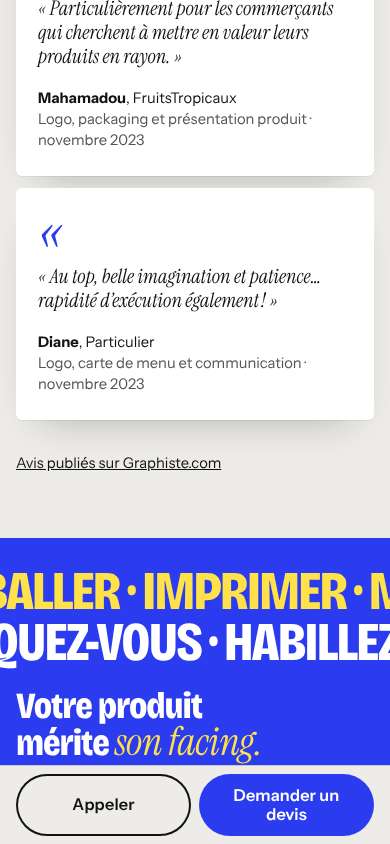 « Particulièrement pour les commerçants
qui cherchent à mettre en valeur leurs
produits en rayon. »
Mahamadou, FruitsTropicaux
Logo, packaging et présentation produit ·
novembre 2023
«
« Au top, belle imagination et patience...
rapidité d'exécution également ! »
Diane, Particulier
Logo, carte de menu et communication ·
novembre 2023
Avis publiés sur Graphiste.com
BALLER · IMPRIMER · M
QUEZ-VOUS · HABILLEZ
Votre produit
mérite son facing.
Appeler
Demander un
devis